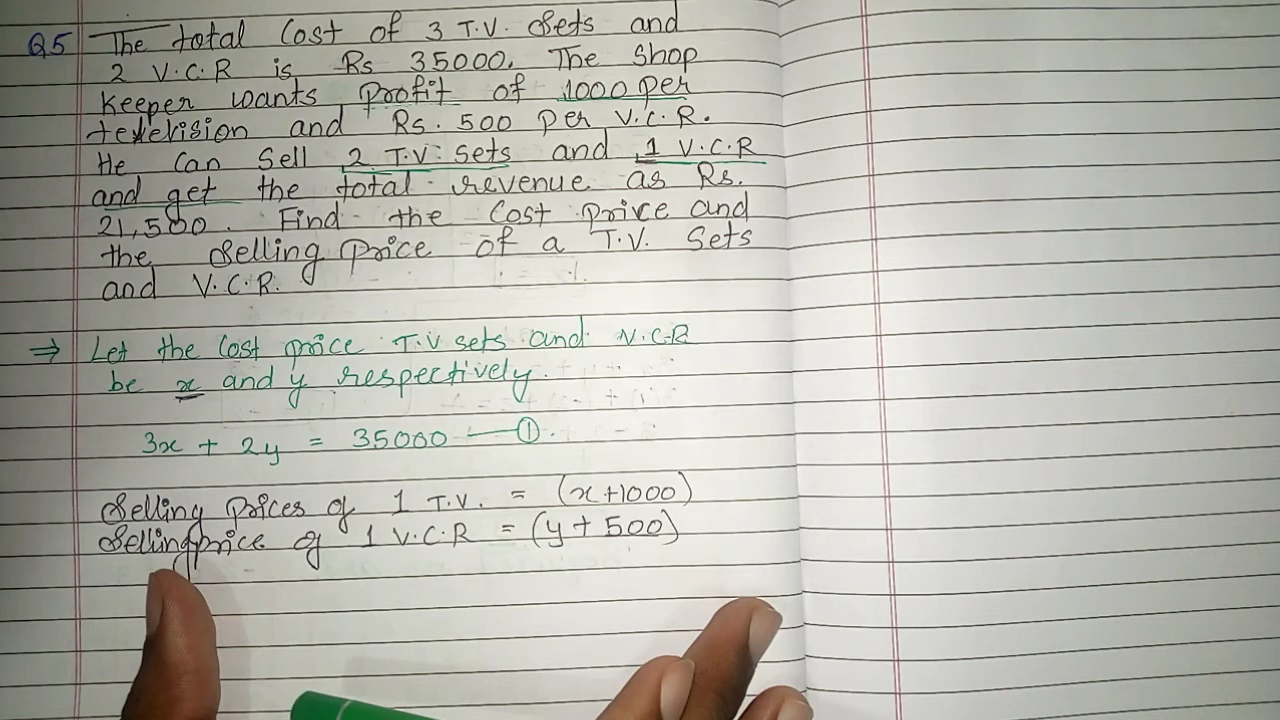 Q5 The total Cost of 3 T.V. Sets and
2 V.C.R is Rs 35000. The Shop
Keeper wants Profit of 1000 per
television and Rs. 500 per V.C.R.
He Can Sell 2 T.V. Sets and 1 V.C.R
and get the total revenue as Rs.
21,500. Find the Cost price and
the Selling price of a T.V. Sets
and V.C.R.
⇒ Let the Cost price T.V sets and V.C.R
be x and y respectively.
3x + 2y = 35000 — ①.
Selling prices of 1 T.V. = (x+1000)
Selling price of 1 V.C.R = (y + 500)